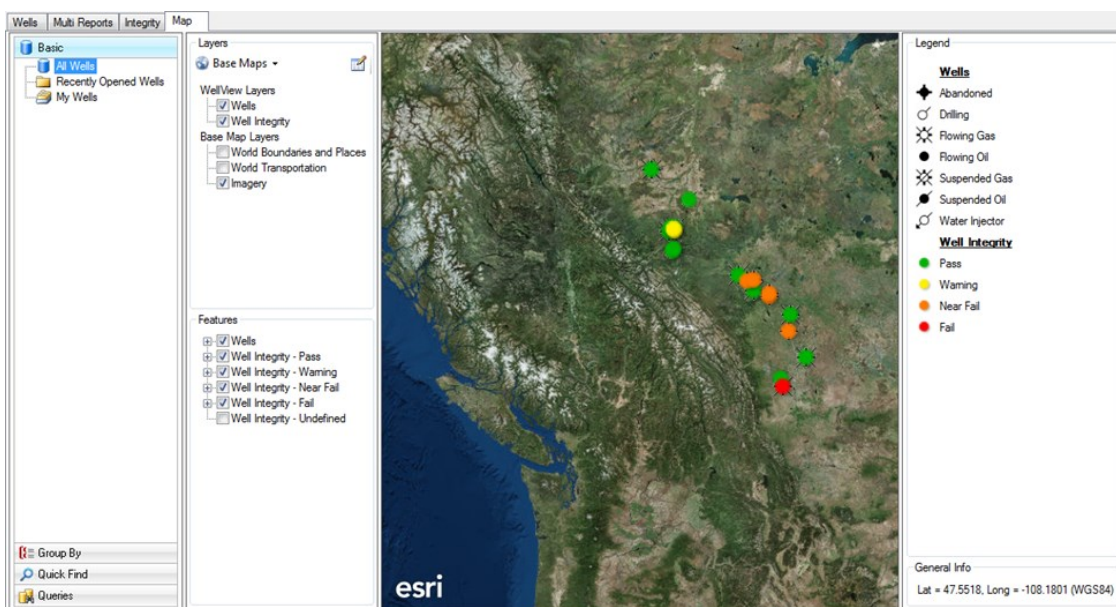 Wells Multi Reports Integrity Map
Basic
All Wells
Recently Opened Wells
My Wells
Group By
Quick Find
Queries
Layers
Base Maps
WellView Layers
Wells
Well Integrity
Base Map Layers
World Boundaries and Places
World Transportation
Imagery
Features
Wells
Well Integrity - Pass
Well Integrity - Warning
Well Integrity - Near Fail
Well Integrity - Fail
Well Integrity - Undefined
esri
Legend
Wells
Abandoned
Drilling
Flowing Gas
Flowing Oil
Suspended Gas
Suspended Oil
Water Injector
Well Integrity
Pass
Warning
Near Fail
Fail
General Info
Lat = 47.5518, Long = -108.1801 (WGS84)